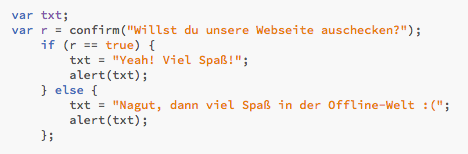 var txt;
var r = confirm("Willst du unsere Webseite auschecken?");
if (r == true) {
txt = "Yeah! Viel Spaß!";
alert(txt);
} else {
txt = "Nagut, dann viel Spaß in der Offline-Welt :(";
alert(txt);
};